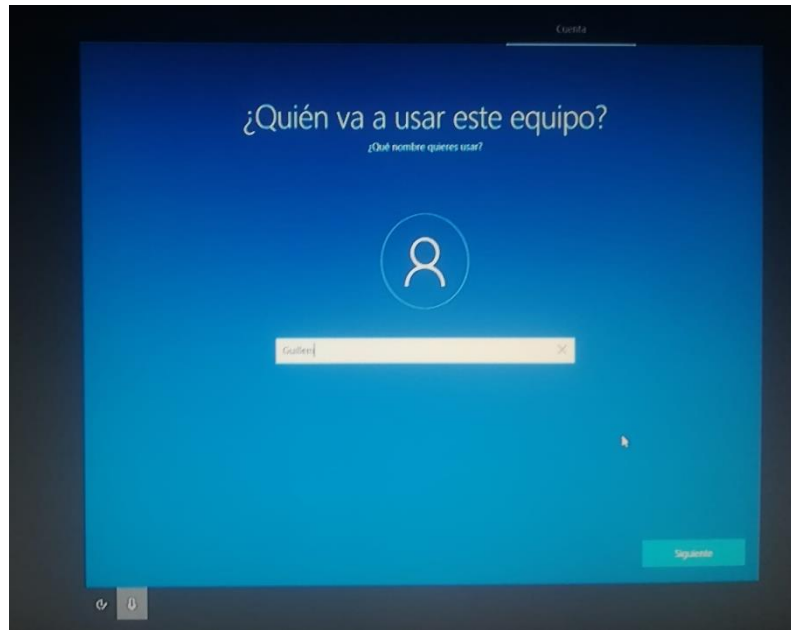 Cuenta
¿Quién va a usar este equipo?
¿Qué nombre quieres usar?
Guillem
Siguiente